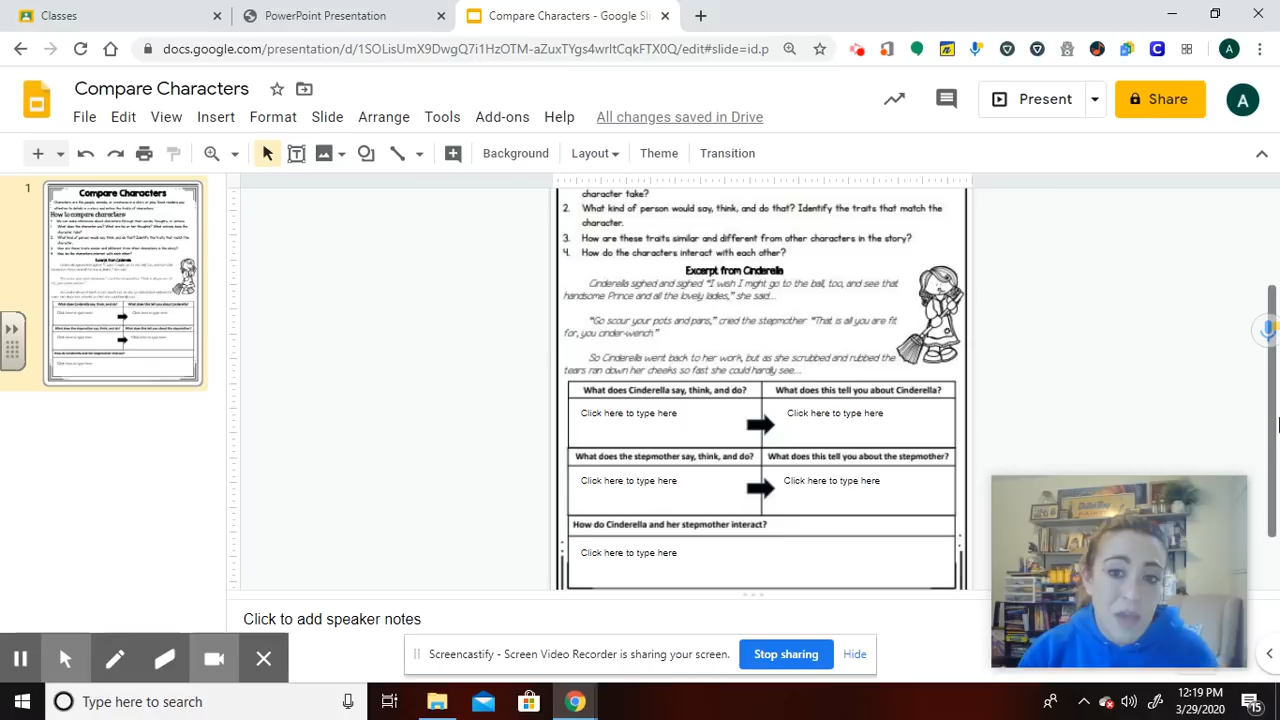 Classes
PowerPoint Presentation
Compare Characters - Google Sli
docs.google.com/presentation/d/1SOLisUmX9DwgQ7i1HzOTM-aZuxTYgs4wrItCqkFTX0Q/edit#slide=id.p
A
Compare Characters
File Edit View Insert Format Slide Arrange Tools Add-ons Help All changes saved in Drive
Present
Share
A
Background Layout Theme Transition
1
Compare Characters
How to compare characters
Excerpt from Cinderella
character take?
2. What kind of person would say, think, and do that? Identify the traits that match the
character.
3. How are these traits similar and different from other characters in the story?
4. How do the characters interact with each other?
Excerpt from Cinderella
Cinderella sighed and sighed "I wish I might go to the ball, too, and see that
handsome Prince and all the lovely ladies," she said...
"Go scour your pots and pans," cried the stepmother "That is all you are fit
for, you cinder-wench."
So Cinderella went back to her work, but as she scrubbed and rubbed the
tears ran down her cheeks so fast she could hardly see...
What does Cinderella say, think, and do? What does this tell you about Cinderella?
Click here to type here Click here to type here
What does the stepmother say, think, and do? What does this tell you about the stepmother?
Click here to type here Click here to type here
How do Cinderella and her stepmother interact?
Click here to type here
Click to add speaker notes
Screencastify - Screen Video Recorder is sharing your screen. Stop sharing Hide
Type here to search
12:19 PM
3/29/2020
15